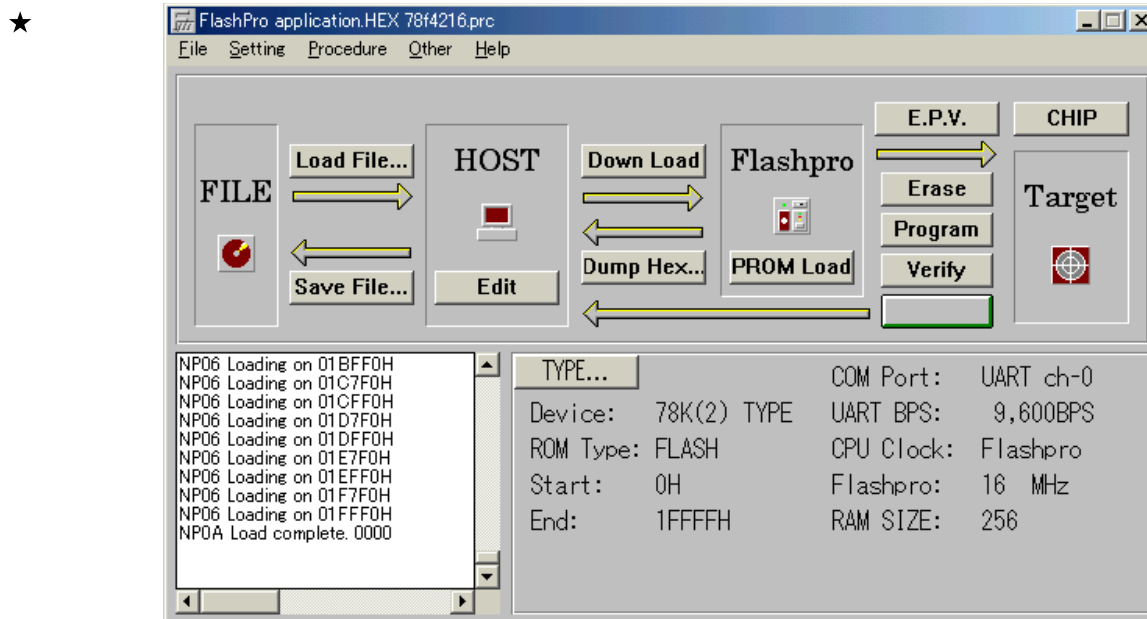 ★
FlashPro application.HEX 78f4216.prc
File Setting Procedure Other Help
FILE
Load File...
Save File...
HOST
Edit
Down Load
Dump Hex...
Flashpro
PROM Load
E.P.V.
Erase
Program
Verify
CHIP
Target
NP06 Loading on 01BFF0H
NP06 Loading on 01C7F0H
NP06 Loading on 01CFF0H
NP06 Loading on 01D7F0H
NP06 Loading on 01DFF0H
NP06 Loading on 01E7F0H
NP06 Loading on 01EFF0H
NP06 Loading on 01F7F0H
NP06 Loading on 01FFF0H
NP0A Load complete. 0000
TYPE...
Device: 78K(2) TYPE
ROM Type: FLASH
Start: 0H
End: 1FFFFH
COM Port: UART ch-0
UART BPS: 9,600BPS
CPU Clock: Flashpro
Flashpro: 16 MHz
RAM SIZE: 256